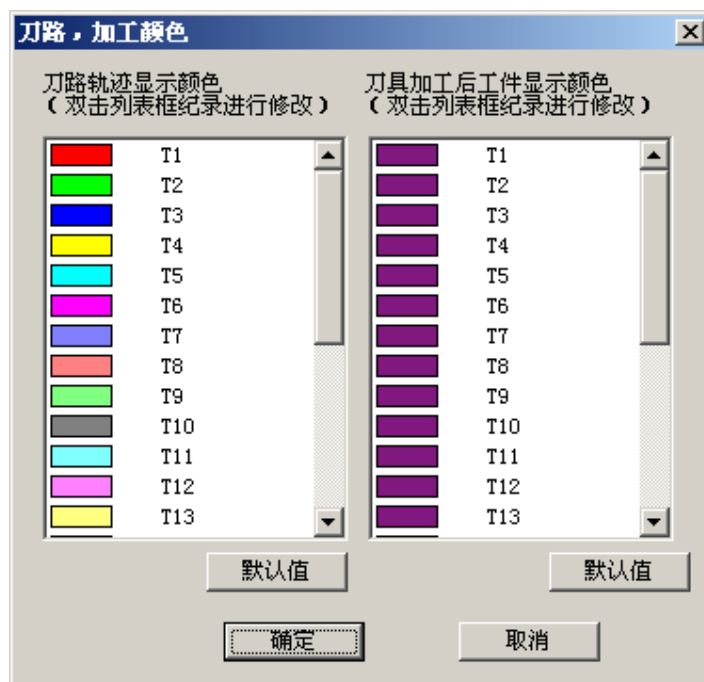 刀路，加工颜色
刀路轨迹显示颜色
（双击列表框纪录进行修改）
T1
T2
T3
T4
T5
T6
T7
T8
T9
T10
T11
T12
T13
默认值
刀具加工后工件显示颜色
（双击列表框纪录进行修改）
T1
T2
T3
T4
T5
T6
T7
T8
T9
T10
T11
T12
T13
默认值
确定
取消